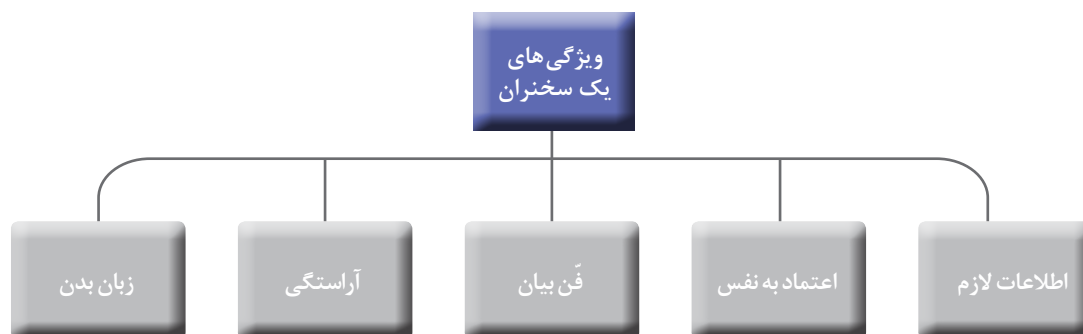 ویژگی‌های
یک سخنران
اطلاعات لازم
اعتماد به نفس
فّن بیان
آراستگی
زبان بدن